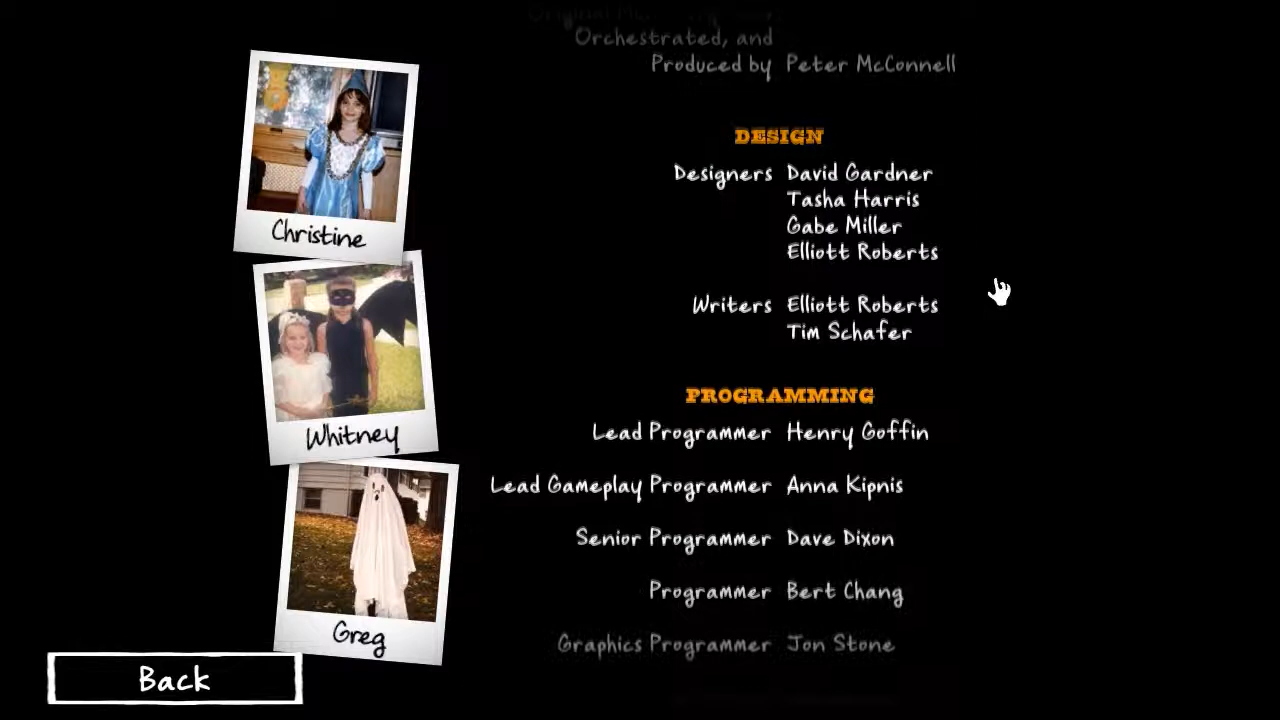 Orchestrated, and
Produced by Peter McConnell
DESIGN
Designers David Gardner
Tasha Harris
Gabe Miller
Elliott Roberts
Writers Elliott Roberts
Tim Schafer
PROGRAMMING
Lead Programmer Henry Goffin
Lead Gameplay Programmer Anna Kipnis
Senior Programmer Dave Dixon
Programmer Bert Chang
Graphics Programmer Jon Stone
Christine
Whitney
Greg
Back